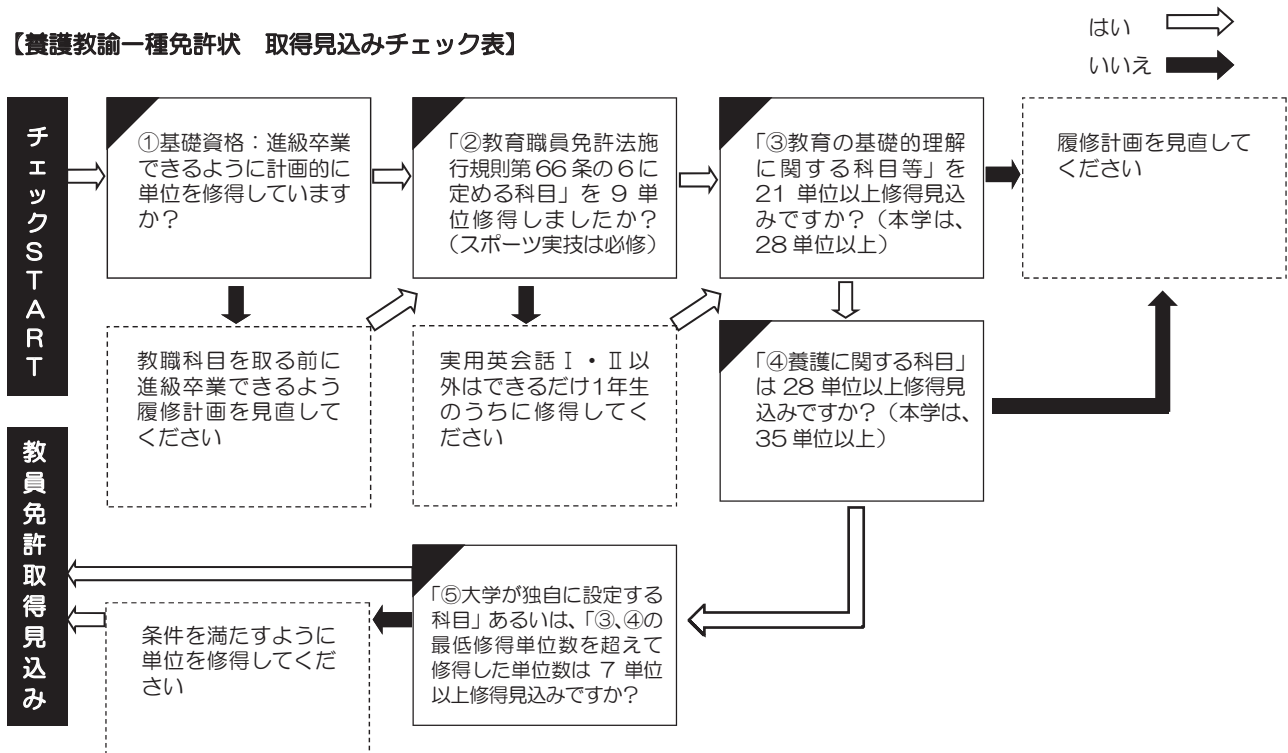 【養護教諭一種免許状 取得見込みチェック表】
はい
いいえ
チェックSTART
①基礎資格：進級卒業
できるように計画的に
単位を修得しています
か？
「②教育職員免許法施
行規則第66条の6に
定める科目」を 9 単
位修得しましたか？
（スポーツ実技は必修）
「③教育の基礎的理解
に関する科目等」を
21 単位以上修得見込
みですか？（本学は、
28単位以上）
履修計画を見直して
ください
教職科目を取る前に
進級卒業できるよう
履修計画を見直して
ください
実用英会話Ⅰ・Ⅱ以
外はできるだけ1年生
のうちに修得してく
ださい
「④養護に関する科目」
は 28 単位以上修得見
込みですか？（本学は、
35単位以上）
教員免許取得見込み
条件を満たすように
単位を修得してくだ
さい
「⑤大学が独自に設定する
科目」あるいは、「③、④の
最低修得単位数を超えて
修得した単位数は 7 単位
以上修得見込みですか？